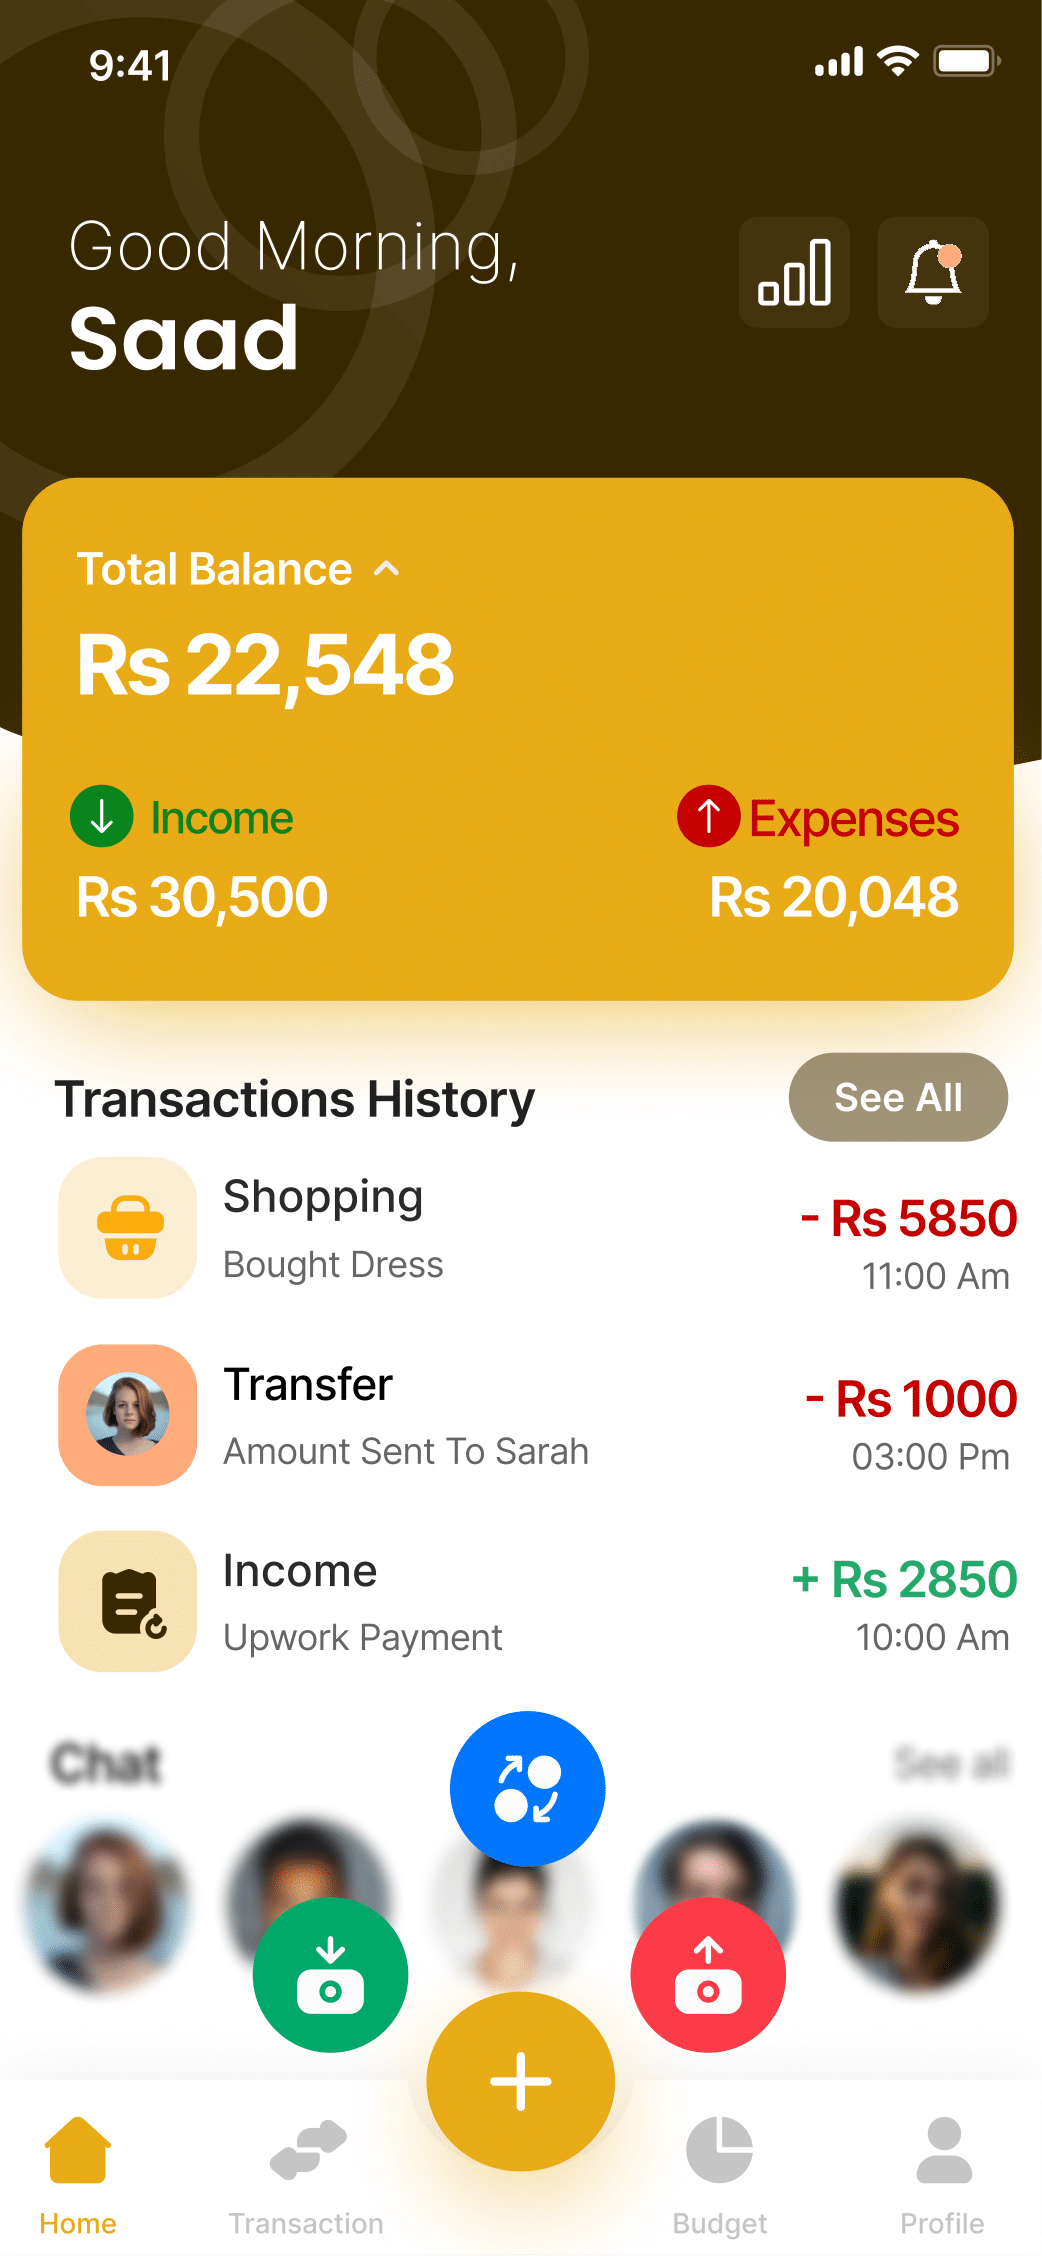 9:41
Good Morning,
Saad
Total Balance
Rs 22,548
Income
Expenses
Rs 30,500
Rs 20,048
Transactions History
See All
Shopping
- Rs 5850
Bought Dress
11:00 Am
Transfer
- Rs 1000
Amount Sent To Sarah
03:00 Pm
Income
+ Rs 2850
Upwork Payment
10:00 Am
Chat
See all
Home
Transaction
Budget
Profile